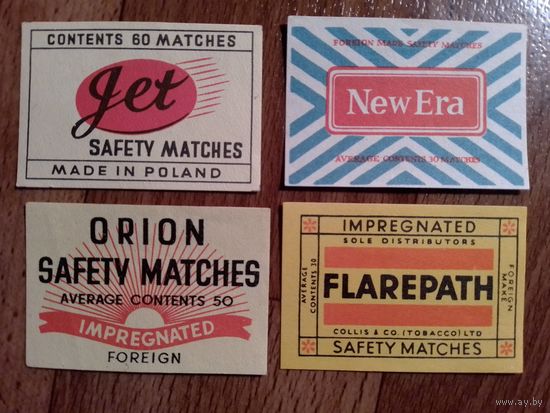 CONTENTS 60 MATCHES
Jet
SAFETY MATCHES
MADE IN POLAND
FOREIGN MADE SAFETY MATCHES
New Era
AVERAGE CONTENTS 30 MATCHES
ORION
SAFETY MATCHES
AVERAGE CONTENTS 50
IMPREGNATED
FOREIGN
IMPREGNATED
SOLE DISTRIBUTORS
AVERAGE
CONTENTS 30
FLAREPATH
FOREIGN
MAKE
COLLIS & CO. (TOBACCO) LTD
SAFETY MATCHES
www.ay.by